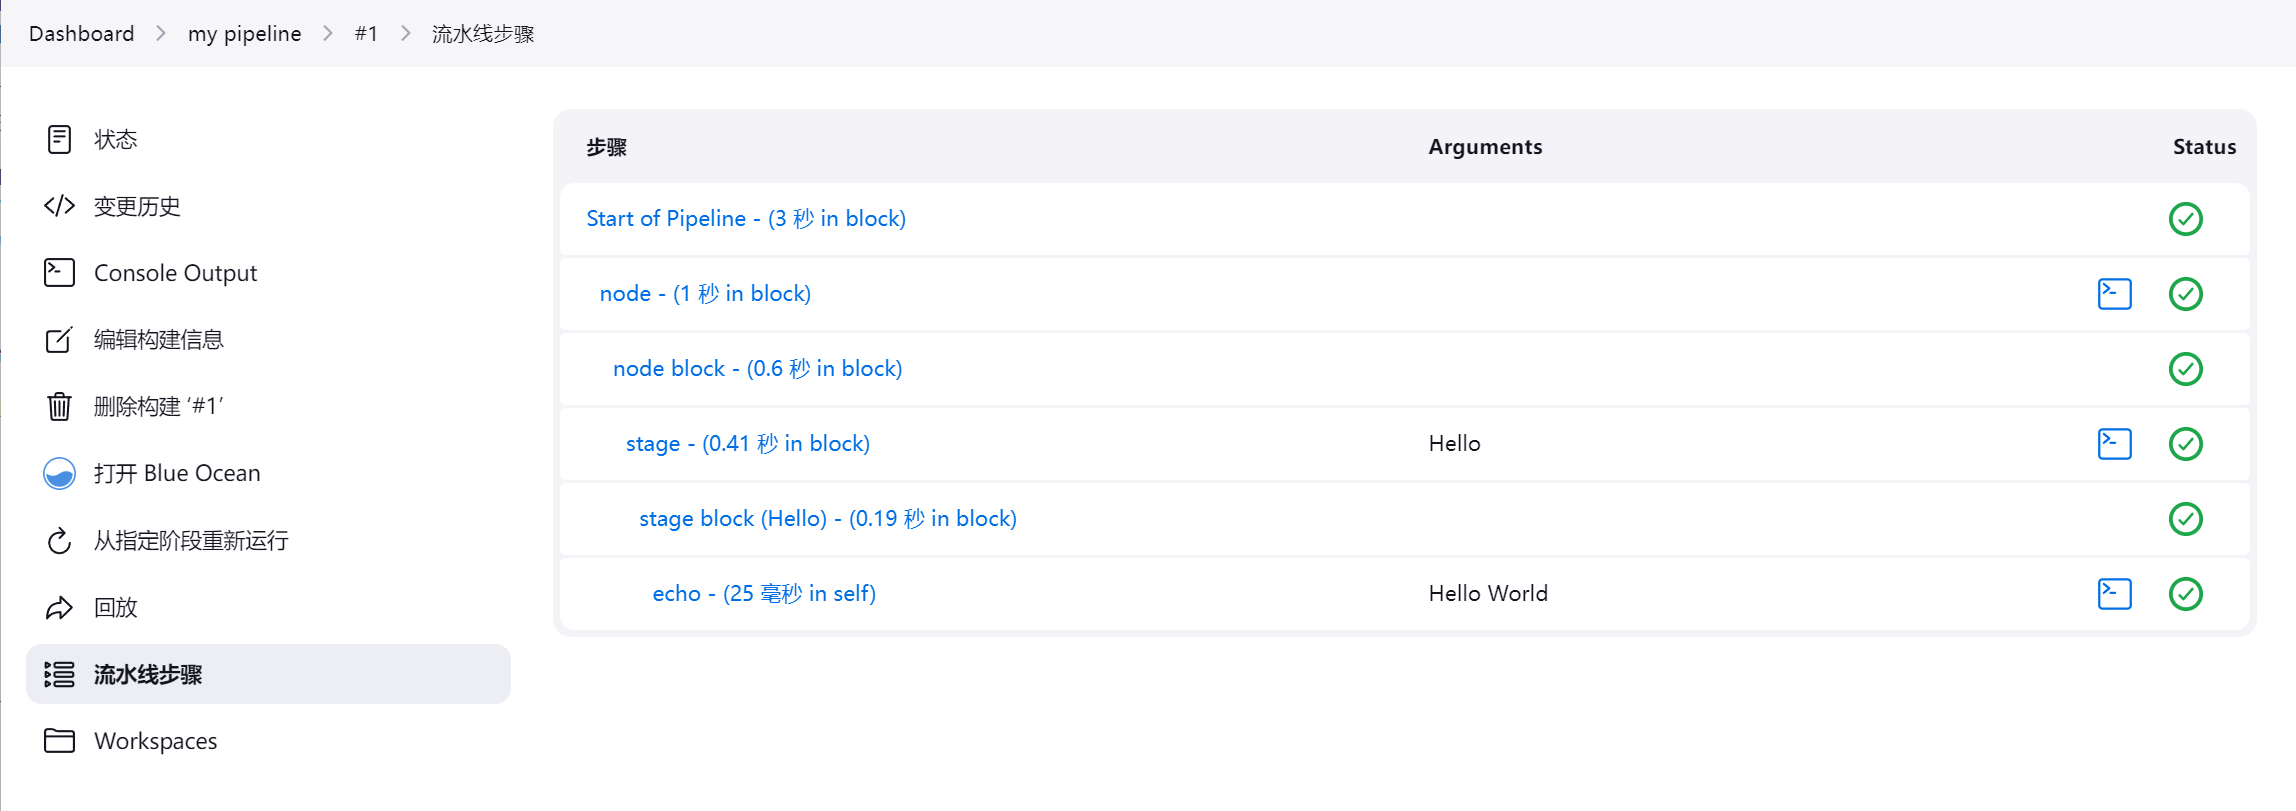 Dashboard > my pipeline > #1 > 流水线步骤
状态
变更历史
Console Output
编辑构建信息
删除构建 ‘#1’
打开 Blue Ocean
从指定阶段重新运行
回放
流水线步骤
Workspaces
步骤 Arguments Status
Start of Pipeline - (3 秒 in block)
node - (1 秒 in block)
node block - (0.6 秒 in block)
stage - (0.41 秒 in block) Hello
stage block (Hello) - (0.19 秒 in block)
echo - (25 毫秒 in self) Hello World